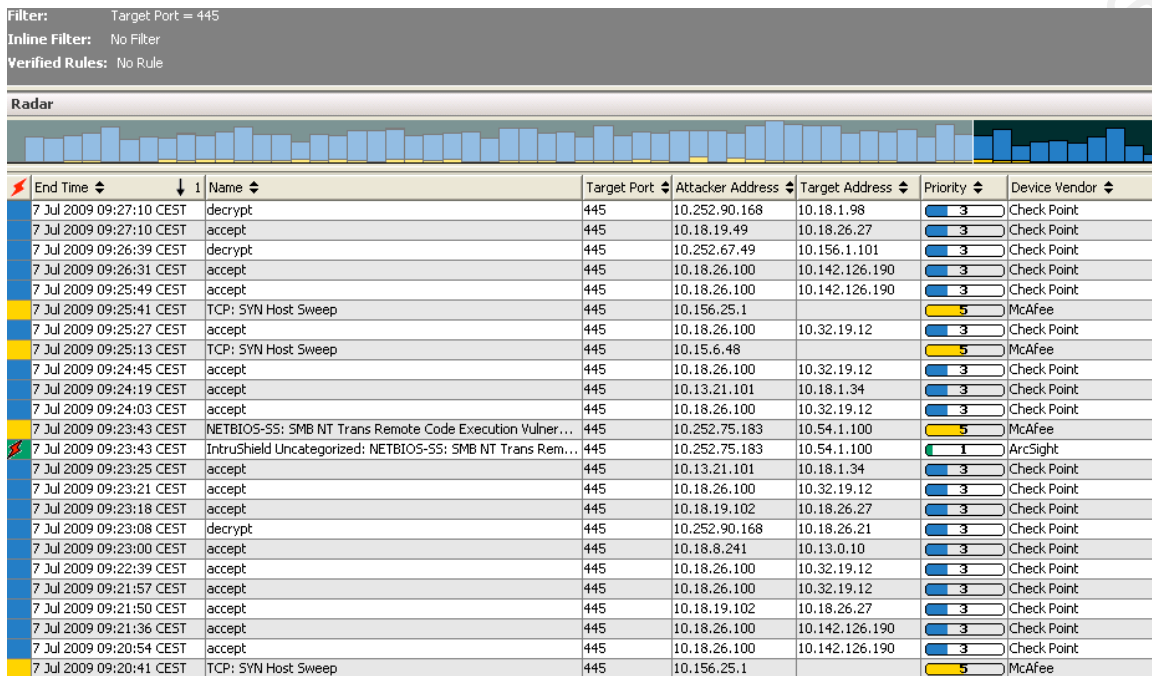 Filter: Target Port = 445
Inline Filter: No Filter
Verified Rules: No Rule
Radar
End Time 1 Name Target Port Attacker Address Target Address Priority Device Vendor
7 Jul 2009 09:27:10 CEST decrypt 445 10.252.90.168 10.18.1.98 3 Check Point
7 Jul 2009 09:27:10 CEST accept 445 10.18.19.49 10.18.26.27 3 Check Point
7 Jul 2009 09:26:39 CEST decrypt 445 10.252.67.49 10.156.1.101 3 Check Point
7 Jul 2009 09:26:31 CEST accept 445 10.18.26.100 10.142.126.190 3 Check Point
7 Jul 2009 09:25:49 CEST accept 445 10.18.26.100 10.142.126.190 3 Check Point
7 Jul 2009 09:25:41 CEST TCP: SYN Host Sweep 445 10.156.25.1 5 McAfee
7 Jul 2009 09:25:27 CEST accept 445 10.18.26.100 10.32.19.12 3 Check Point
7 Jul 2009 09:25:13 CEST TCP: SYN Host Sweep 445 10.15.6.48 5 McAfee
7 Jul 2009 09:24:45 CEST accept 445 10.18.26.100 10.32.19.12 3 Check Point
7 Jul 2009 09:24:19 CEST accept 445 10.13.21.101 10.18.1.34 3 Check Point
7 Jul 2009 09:24:03 CEST accept 445 10.18.26.100 10.32.19.12 3 Check Point
7 Jul 2009 09:23:43 CEST NETBIOS-SS: SMB NT Trans Remote Code Execution Vulner... 445 10.252.75.183 10.54.1.100 5 McAfee
7 Jul 2009 09:23:43 CEST IntruShield Uncategorized: NETBIOS-SS: SMB NT Trans Rem... 445 10.252.75.183 10.54.1.100 1 ArcSight
7 Jul 2009 09:23:25 CEST accept 445 10.13.21.101 10.18.1.34 3 Check Point
7 Jul 2009 09:23:21 CEST accept 445 10.18.26.100 10.32.19.12 3 Check Point
7 Jul 2009 09:23:18 CEST accept 445 10.18.19.102 10.18.26.27 3 Check Point
7 Jul 2009 09:23:08 CEST decrypt 445 10.252.90.168 10.18.26.21 3 Check Point
7 Jul 2009 09:23:00 CEST accept 445 10.18.8.241 10.13.0.10 3 Check Point
7 Jul 2009 09:22:39 CEST accept 445 10.18.26.100 10.32.19.12 3 Check Point
7 Jul 2009 09:21:57 CEST accept 445 10.18.26.100 10.32.19.12 3 Check Point
7 Jul 2009 09:21:50 CEST accept 445 10.18.19.102 10.18.26.27 3 Check Point
7 Jul 2009 09:21:36 CEST accept 445 10.18.26.100 10.142.126.190 3 Check Point
7 Jul 2009 09:20:54 CEST accept 445 10.18.26.100 10.142.126.190 3 Check Point
7 Jul 2009 09:20:41 CEST TCP: SYN Host Sweep 445 10.156.25.1 5 McAfee